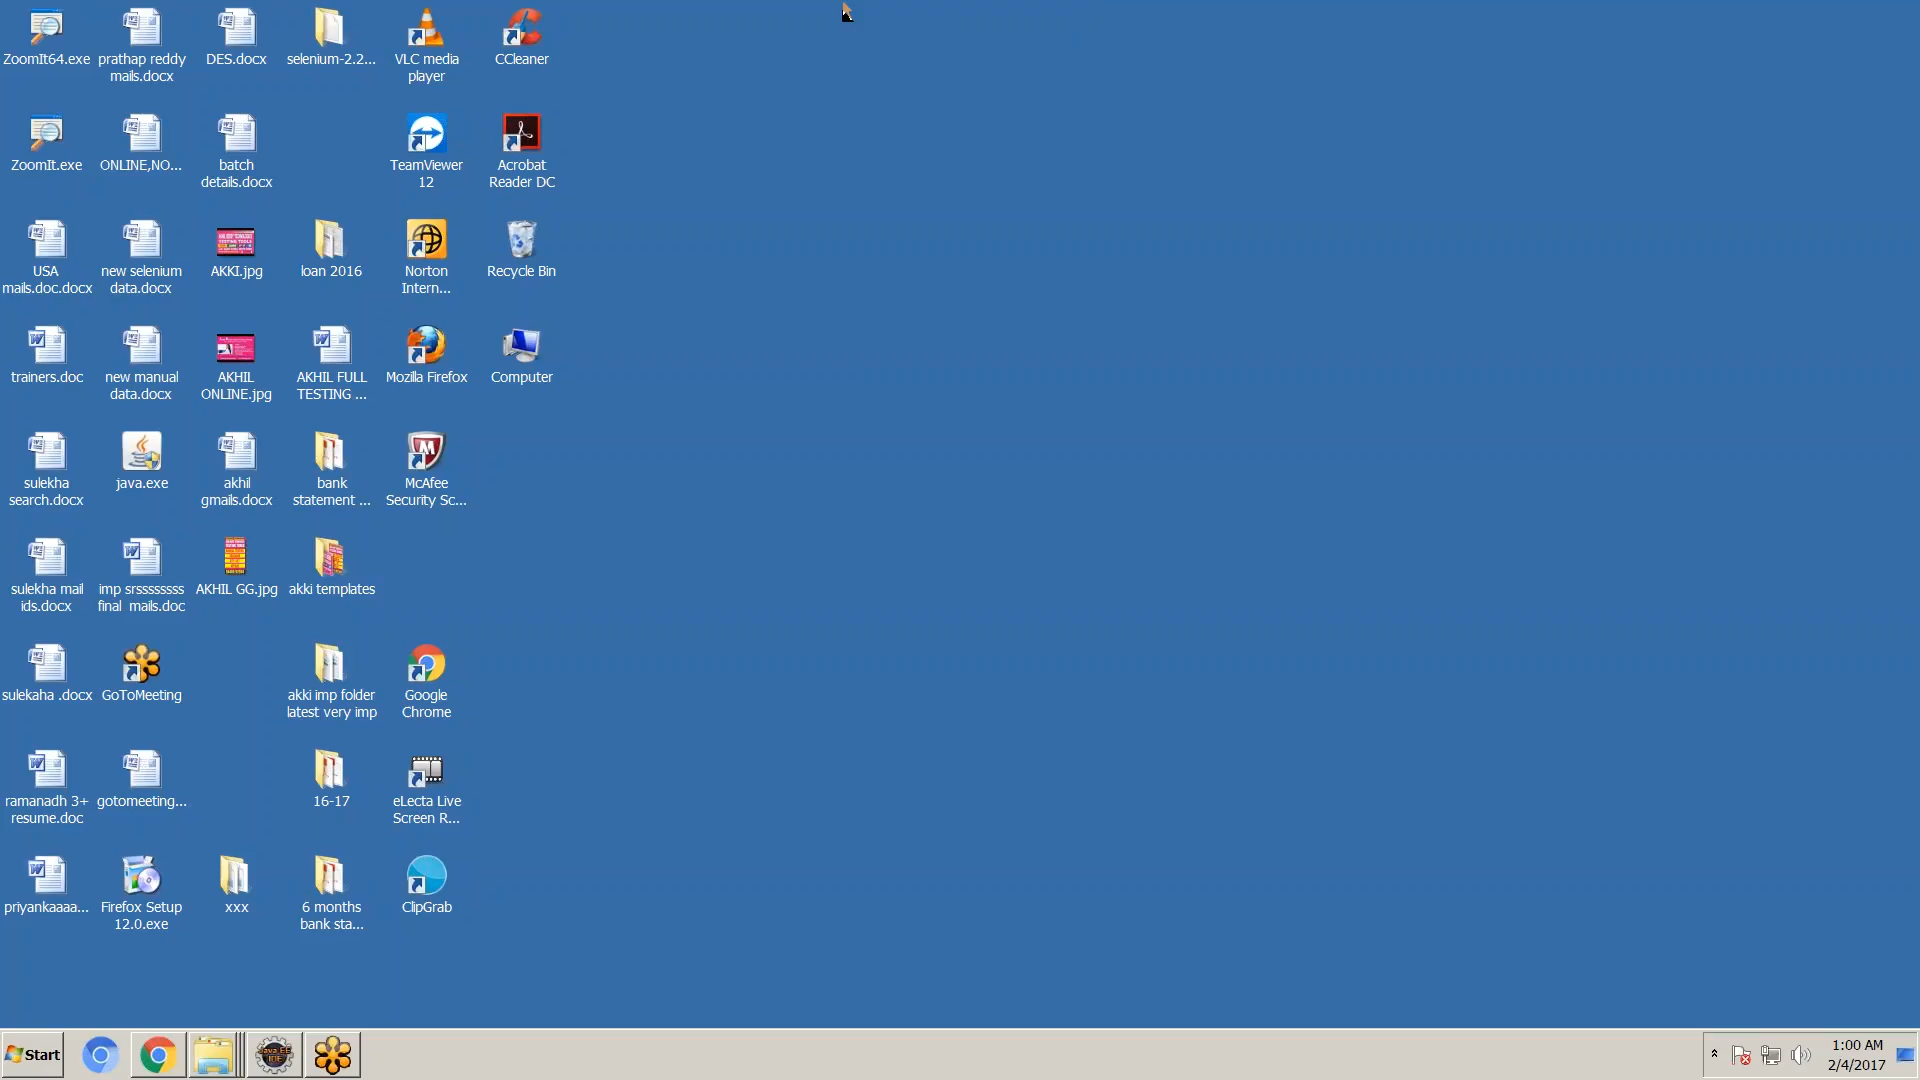 ZoomIt64.exe
prathap reddy
mails.docx
DES.docx
selenium-2.2...
VLC media
player
CCleaner
ZoomIt.exe
ONLINE,NO...
batch
details.docx
TeamViewer
12
Acrobat
Reader DC
USA
mails.doc.docx
new selenium
data.docx
AKKI.jpg
loan 2016
Norton
Intern...
Recycle Bin
trainers.doc
new manual
data.docx
AKHIL
ONLINE.jpg
AKHIL FULL
TESTING ...
Mozilla Firefox
Computer
sulekha
search.docx
java.exe
akhil
gmails.docx
bank
statement ...
McAfee
Security Sc...
sulekha mail
ids.docx
imp srsssssssss
final mails.doc
AKHIL GG.jpg
akki templates
sulekaha .docx
GoToMeeting
akki imp folder
latest very imp
Google
Chrome
ramanadh 3+
resume.doc
gotomeeting...
16-17
eLecta Live
Screen R...
priyankaaaa...
Firefox Setup
12.0.exe
xxx
6 months
bank sta...
ClipGrab
Start
Java EE
IDE
1:00 AM
2/4/2017